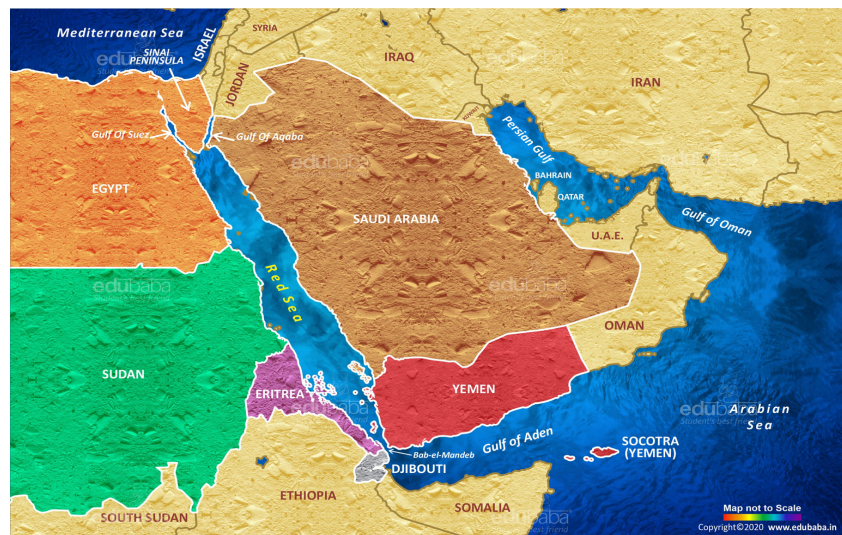 Mediterranean Sea
ISRAEL
SYRIA
SINAI
PENINSULA
JORDAN
IRAQ
IRAN
KUWAIT
Gulf Of Suez
Gulf Of Aqaba
Persian Gulf
BAHRAIN
QATAR
EGYPT
SAUDI ARABIA
U.A.E.
Gulf of Oman
Red Sea
OMAN
SUDAN
ERITREA
YEMEN
Arabian
Sea
Gulf of Aden
SOCOTRA
(YEMEN)
Bab-el-Mandeb
DJIBOUTI
ETHIOPIA
SOMALIA
SOUTH SUDAN
Map not to Scale
Copyright©2020 www.edubaba.in
edubaba
Student's best friend